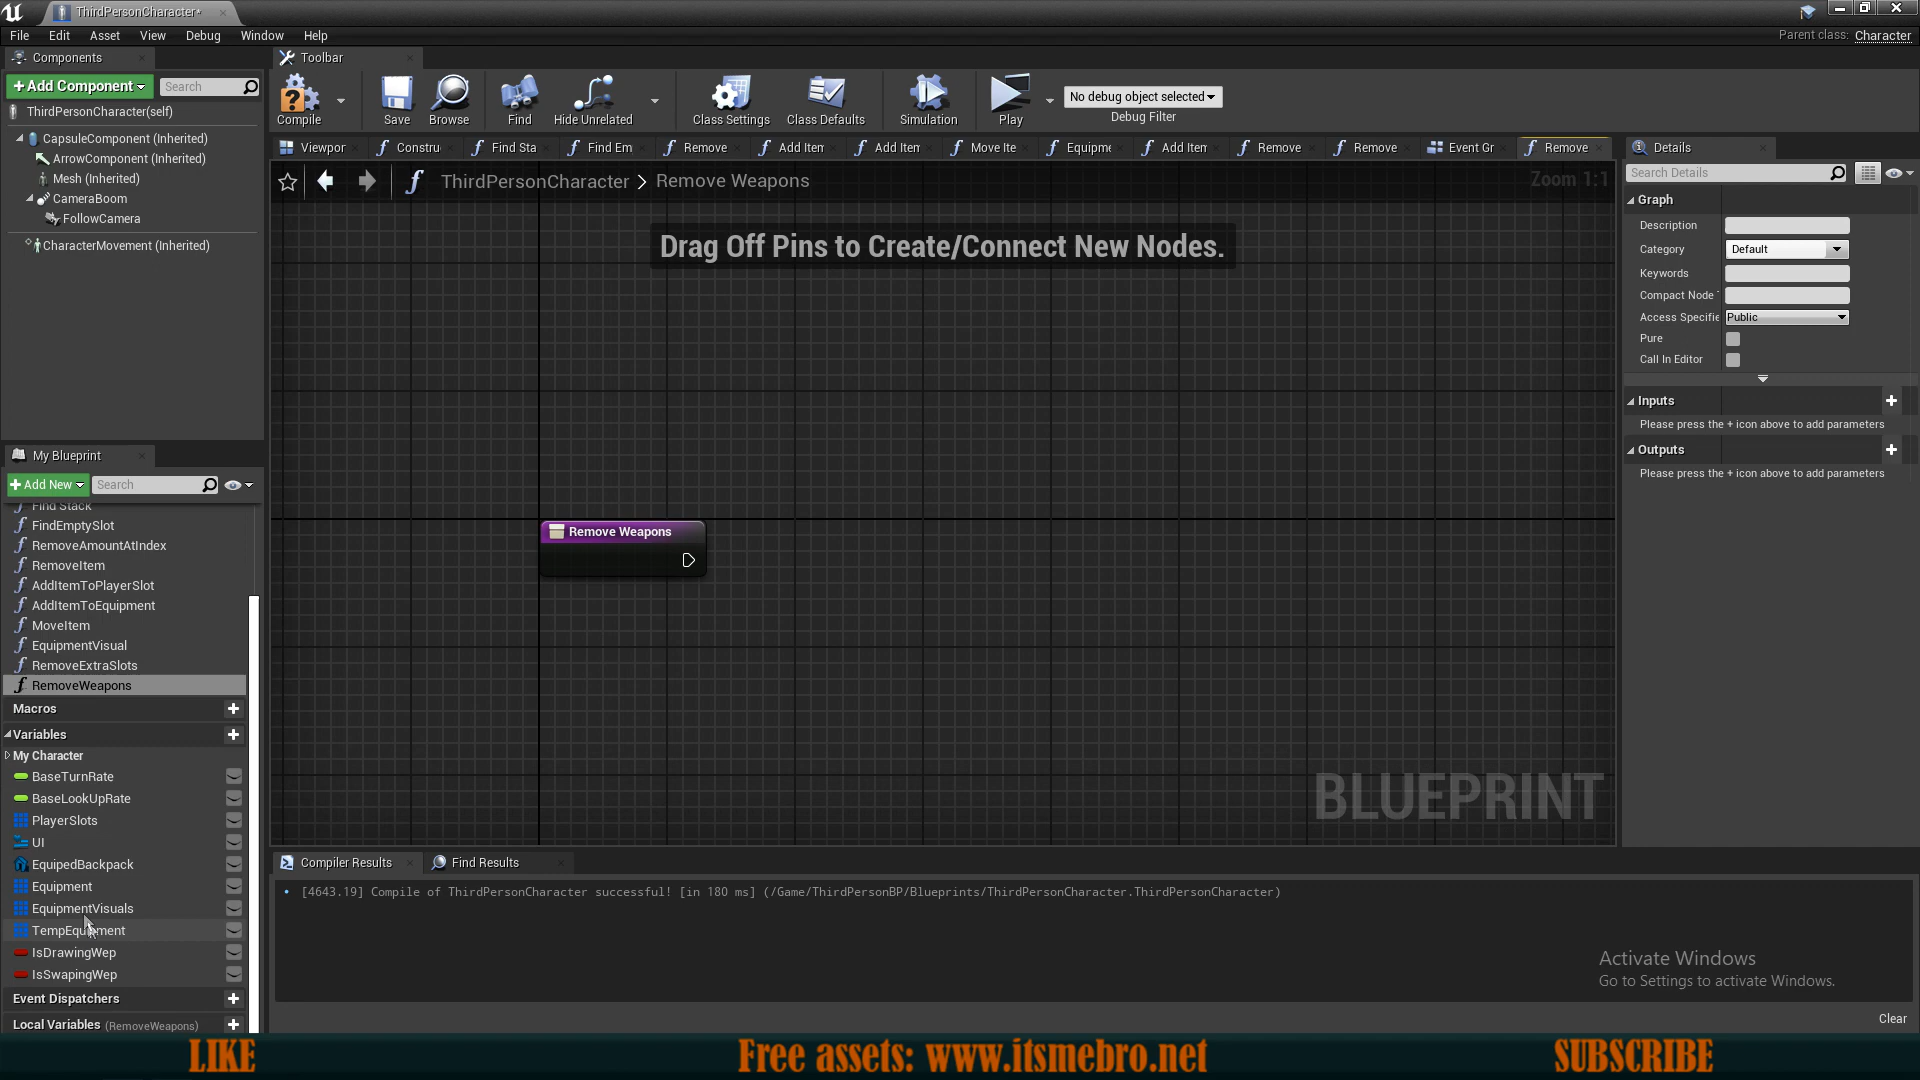 ThirdPersonCharacter*
File Edit Asset View Debug Window Help
Parent class: Character
Components
Toolbar
+Add Component
Search
ThirdPersonCharacter(self)
CapsuleComponent (Inherited)
ArrowComponent (Inherited)
Mesh (Inherited)
CameraBoom
FollowCamera
CharacterMovement (Inherited)
Compile
Save
Browse
Find
Hide Unrelated
Class Settings
Class Defaults
Simulation
Play
No debug object selected
Debug Filter
Viewpor
Constru
Find Sta
Find Em
Remove
Add Iten
Add Iten
Move Ite
Equipme
Add Iten
Remove
Remove
Event Gr
Remove
ThirdPersonCharacter > Remove Weapons
Zoom 1:1
Drag Off Pins to Create/Connect New Nodes.
Remove Weapons
BLUEPRINT
Details
Search Details
Graph
Description
Category
Default
Keywords
Compact Node
Access Specifie
Public
Pure
Call In Editor
Inputs
Please press the + icon above to add parameters
Outputs
Please press the + icon above to add parameters
My Blueprint
+Add New
Search
Find Stack
FindEmptySlot
RemoveAmountAtIndex
RemoveItem
AddItemToPlayerSlot
AddItemToEquipment
MoveItem
EquipmentVisual
RemoveExtraSlots
RemoveWeapons
Macros
Variables
My Character
BaseTurnRate
BaseLookUpRate
PlayerSlots
UI
EquipedBackpack
Equipment
EquipmentVisuals
TempEquipment
IsDrawingWep
IsSwapingWep
Event Dispatchers
Local Variables (RemoveWeapons)
Compiler Results
Find Results
[4643.19] Compile of ThirdPersonCharacter successful! [in 180 ms] (/Game/ThirdPersonBP/Blueprints/ThirdPersonCharacter.ThirdPersonCharacter)
Activate Windows
Go to Settings to activate Windows.
Clear
LIKE
Free assets: www.itsmebro.net
SUBSCRIBE